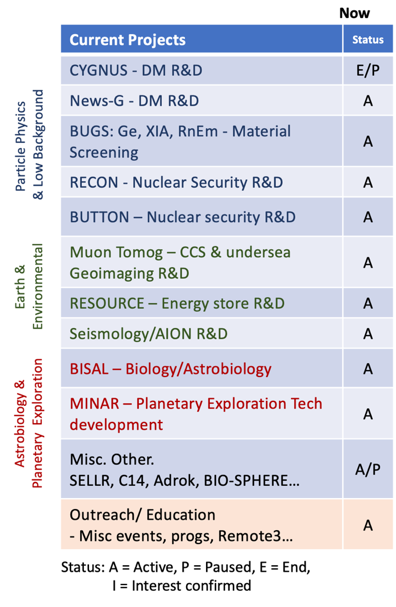 Now
Current Projects Status
Particle Physics
& Low Background
CYGNUS - DM R&D E/P
News-G - DM R&D A
BUGS: Ge, XIA, RnEm - Material
Screening A
RECON - Nuclear Security R&D A
BUTTON – Nuclear security R&D A
Earth &
Environmental
Muon Tomog – CCS & undersea
Geoimaging R&D A
RESOURCE – Energy store R&D A
Seismology/AION R&D A
Astrobiology &
Planetary Exploration
BISAL – Biology/Astrobiology A
MINAR – Planetary Exploration Tech
development A
Misc. Other.
SELLR, C14, Adrok, BIO-SPHERE... A/P
Outreach/ Education
- Misc events, progs, Remote3... A
Status: A = Active, P = Paused, E = End,
I = Interest confirmed